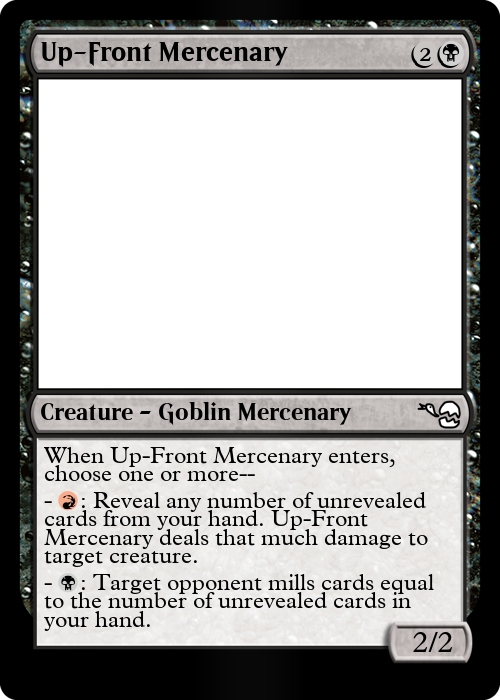 Up-Front Mercenary 2
Creature - Goblin Mercenary
When Up-Front Mercenary enters,
choose one or more--
- : Reveal any number of unrevealed
cards from your hand. Up-Front
Mercenary deals that much damage to
target creature.
- : Target opponent mills cards equal
to the number of unrevealed cards in
your hand.
2/2